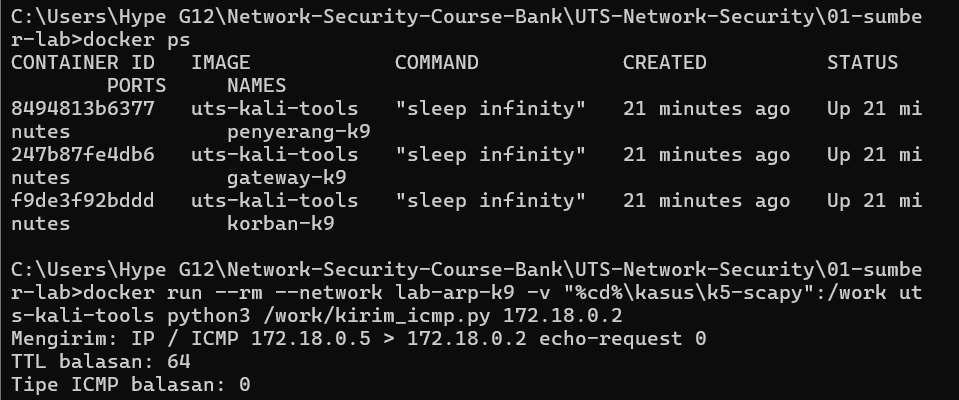 C:\Users\Hype G12\Network-Security-Course-Bank\UTS-Network-Security\01-sumbe
r-lab>docker ps
CONTAINER ID   IMAGE            COMMAND            CREATED          STATUS
        PORTS     NAMES
8494813b6377   uts-kali-tools   "sleep infinity"   21 minutes ago   Up 21 mi
nutes             penyerang-k9
247b87fe4db6   uts-kali-tools   "sleep infinity"   21 minutes ago   Up 21 mi
nutes             gateway-k9
f9de3f92bddd   uts-kali-tools   "sleep infinity"   21 minutes ago   Up 21 mi
nutes             korban-k9

C:\Users\Hype G12\Network-Security-Course-Bank\UTS-Network-Security\01-sumbe
r-lab>docker run --rm --network lab-arp-k9 -v "%cd%\kasus\k5-scapy":/work ut
s-kali-tools python3 /work/kirim_icmp.py 172.18.0.2
Mengirim: IP / ICMP 172.18.0.5 > 172.18.0.2 echo-request 0
TTL balasan: 64
Tipe ICMP balasan: 0